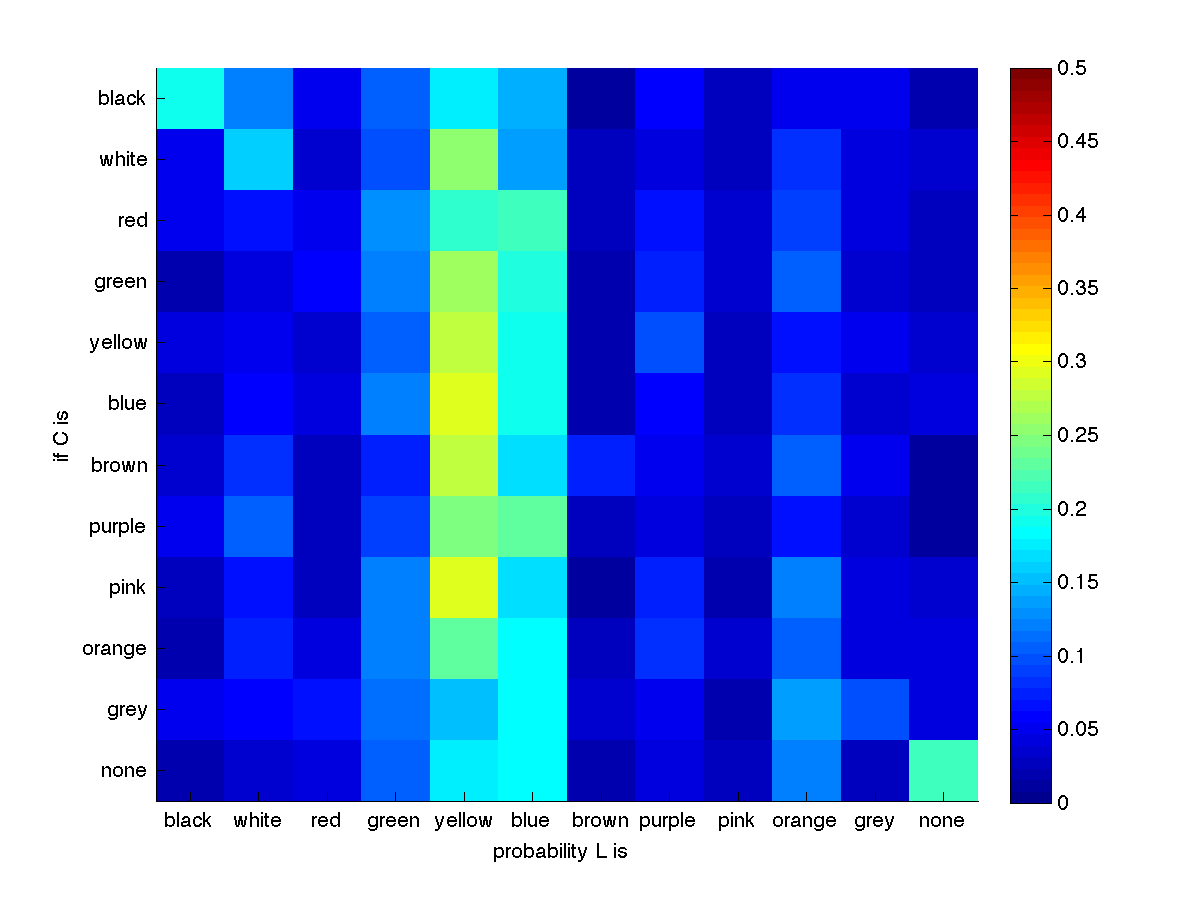 black
white
red
green
yellow
blue
brown
purple
pink
orange
grey
none
if C is
black white red green yellow blue brown purple pink orange grey none
probability L is
0.5
0.45
0.4
0.35
0.3
0.25
0.2
0.15
0.1
0.05
0